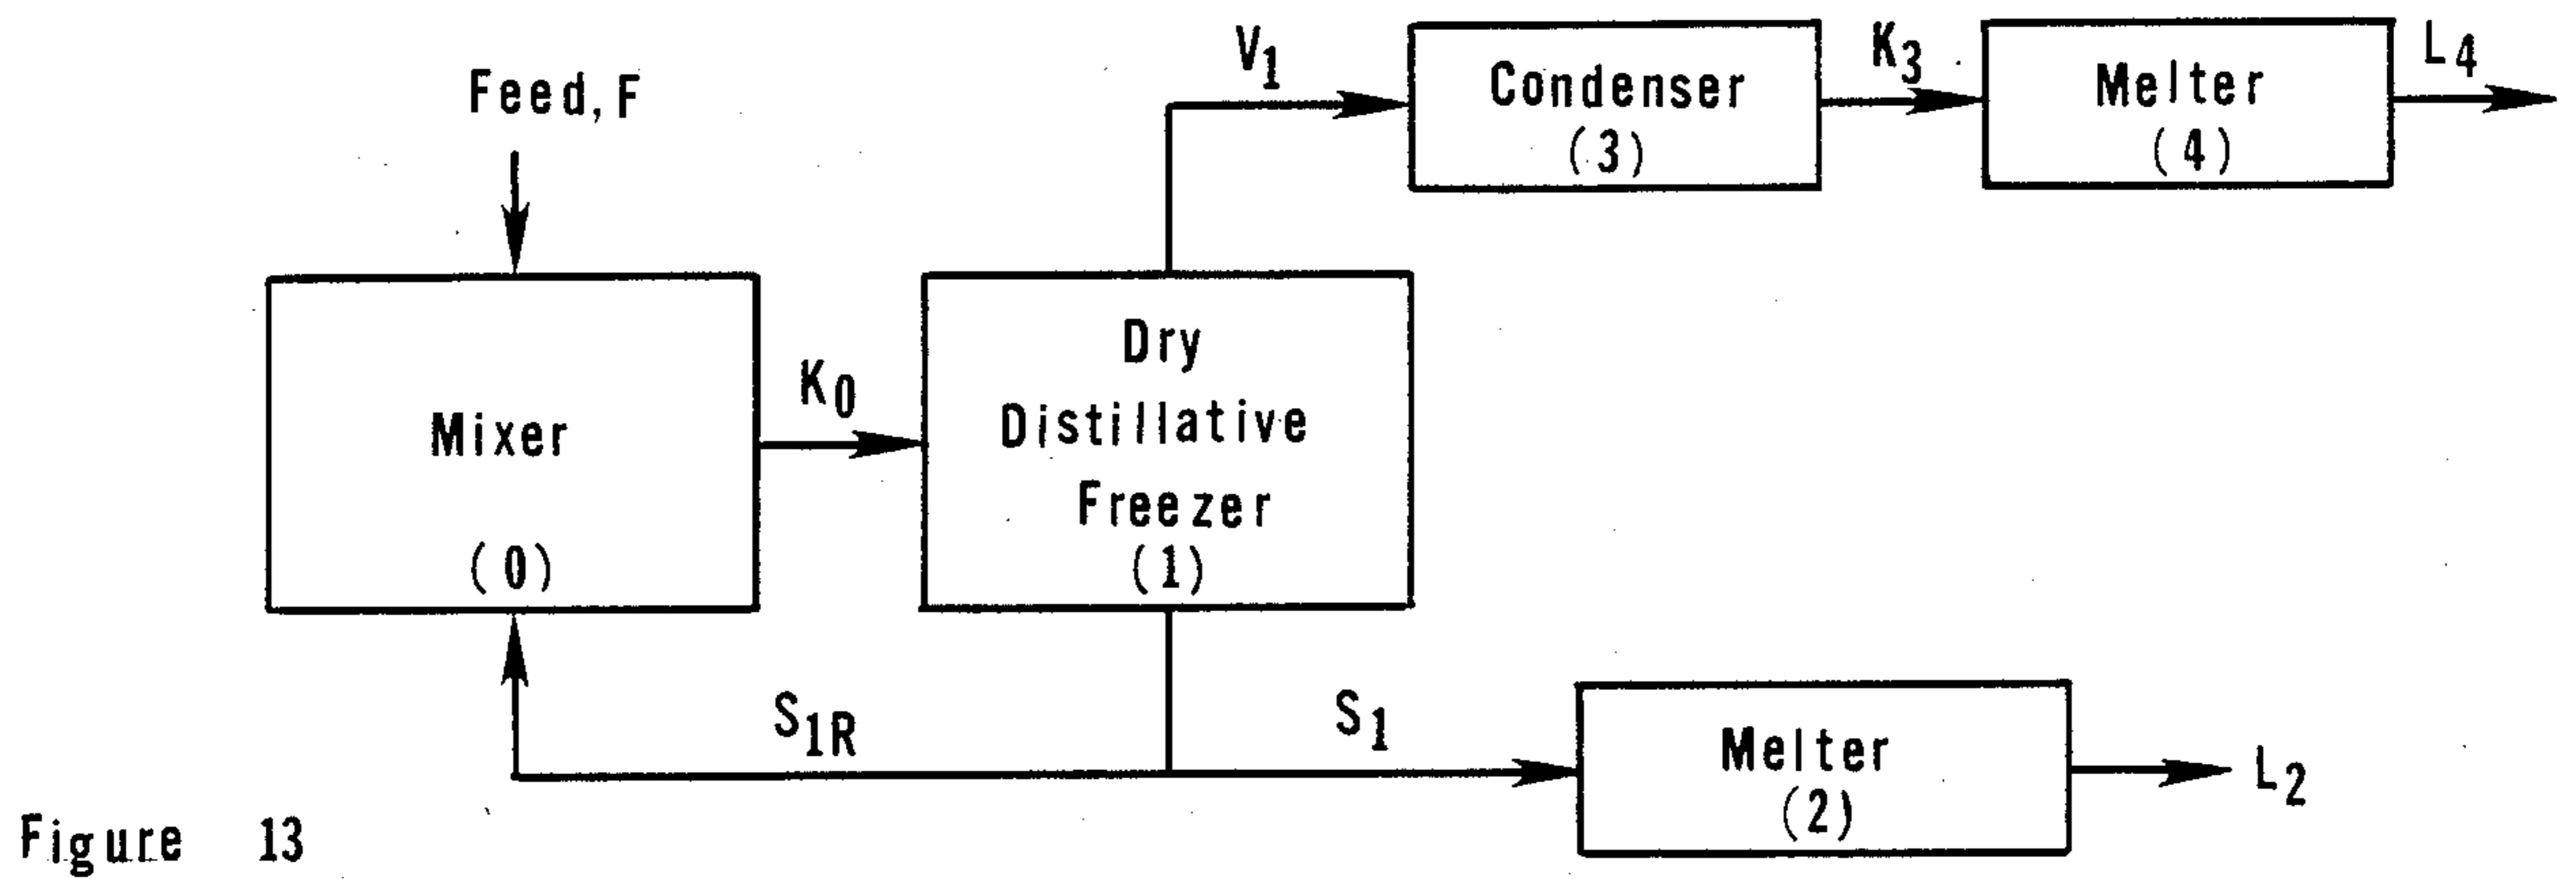 Feed, F
Mixer
(0)
K0
Dry
Distillative
Freezer
(1)
V1
Condenser
(3)
K3
Melter
(4)
L4
S1R
S1
Melter
(2)
L2
Figure 13